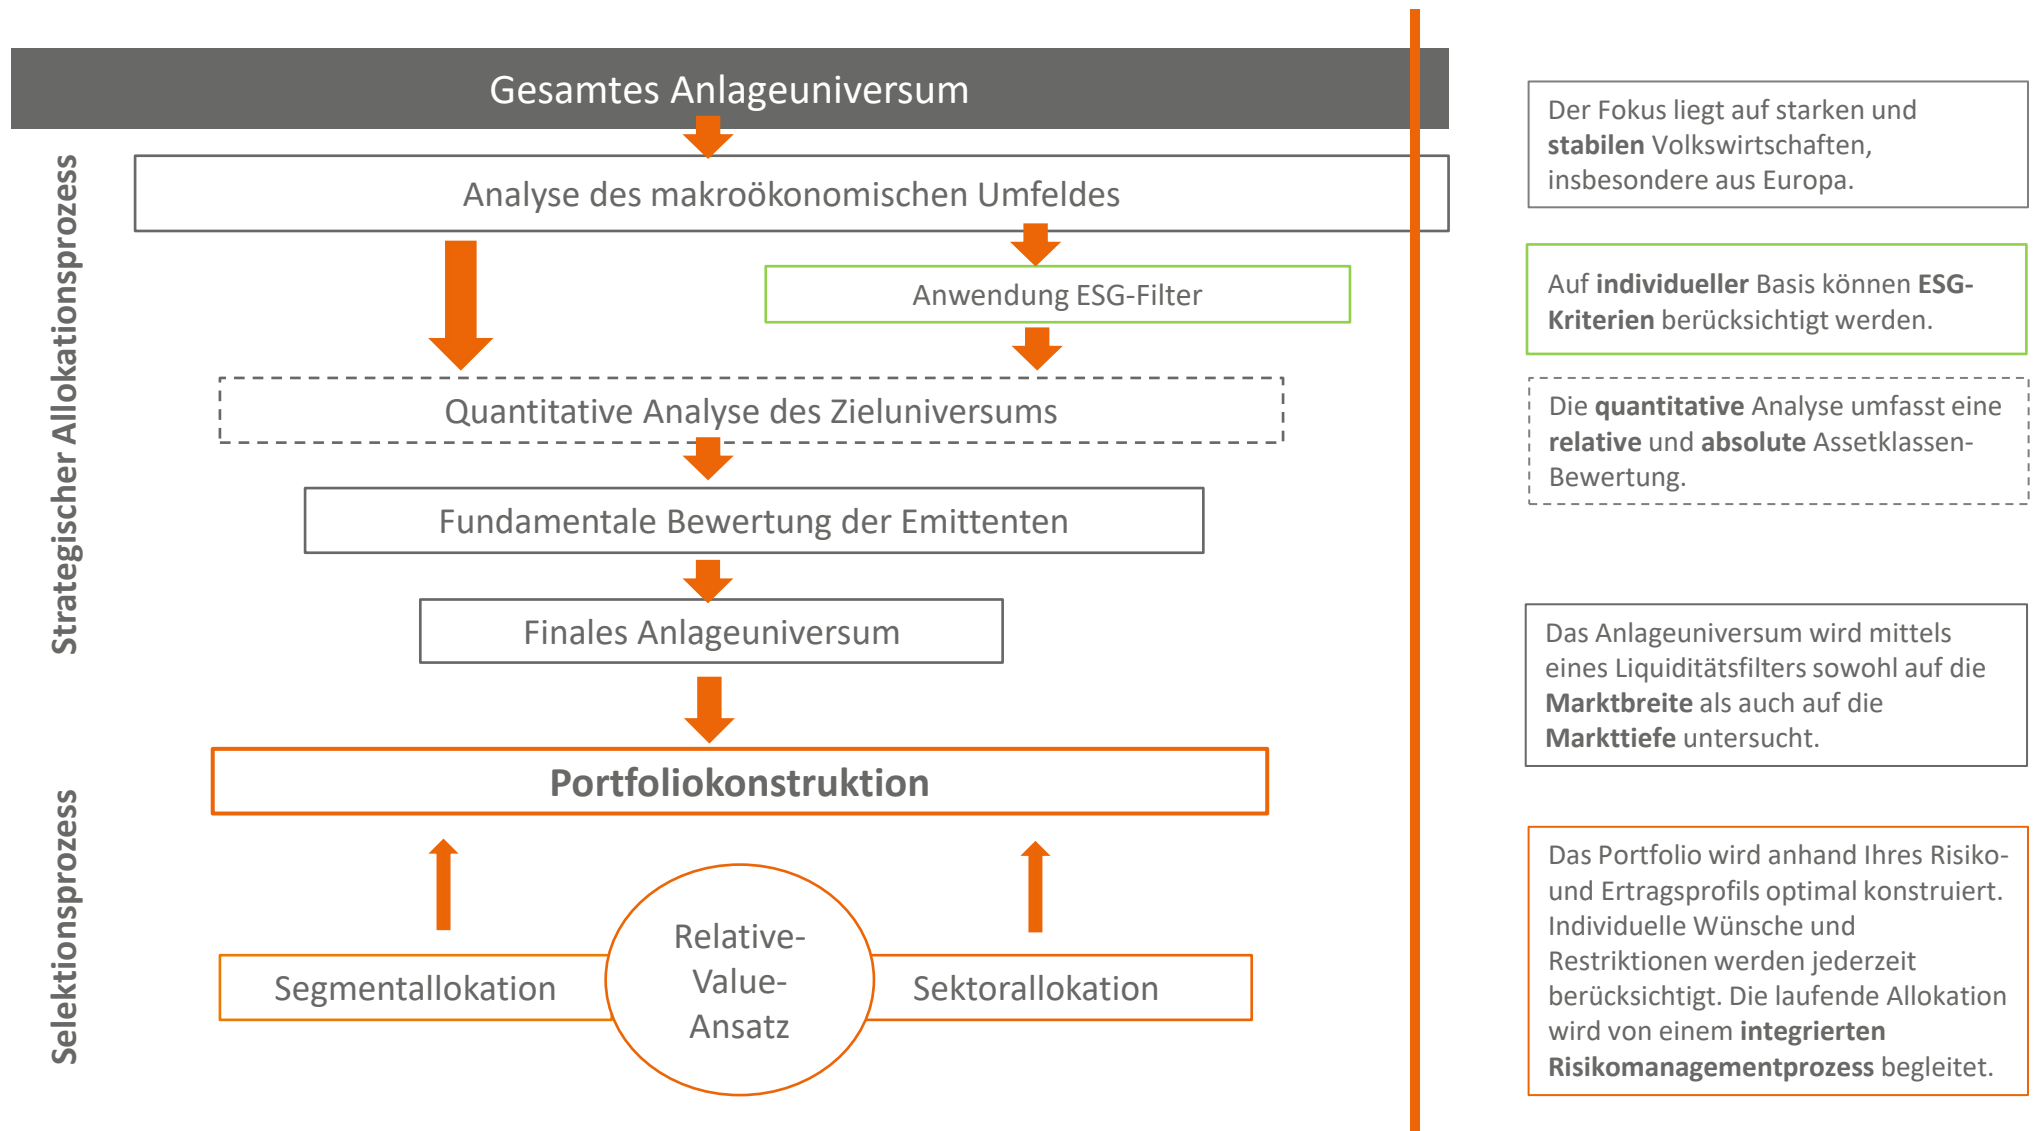 Gesamtes Anlageuniversum
Strategischer Allokationsprozess
Analyse des makroökonomischen Umfeldes
Anwendung ESG-Filter
Quantitative Analyse des Zieluniversums
Fundamentale Bewertung der Emittenten
Finales Anlageuniversum
Selektionsprozess
Portfoliokonstruktion
Segmentallokation
Relative-
Value-
Ansatz
Sektorallokation
Der Fokus liegt auf starken und
stabilen Volkswirtschaften,
insbesondere aus Europa.
Auf individueller Basis können ESG-
Kriterien berücksichtigt werden.
Die quantitative Analyse umfasst eine
relative und absolute Assetklassen-
Bewertung.
Das Anlageuniversum wird mittels
eines Liquiditätsfilters sowohl auf die
Marktbreite als auch auf die
Markttiefe untersucht.
Das Portfolio wird anhand Ihres Risiko-
und Ertragsprofils optimal konstruiert.
Individuelle Wünsche und
Restriktionen werden jederzeit
berücksichtigt. Die laufende Allokation
wird von einem integrierten
Risikomanagementprozess begleitet.